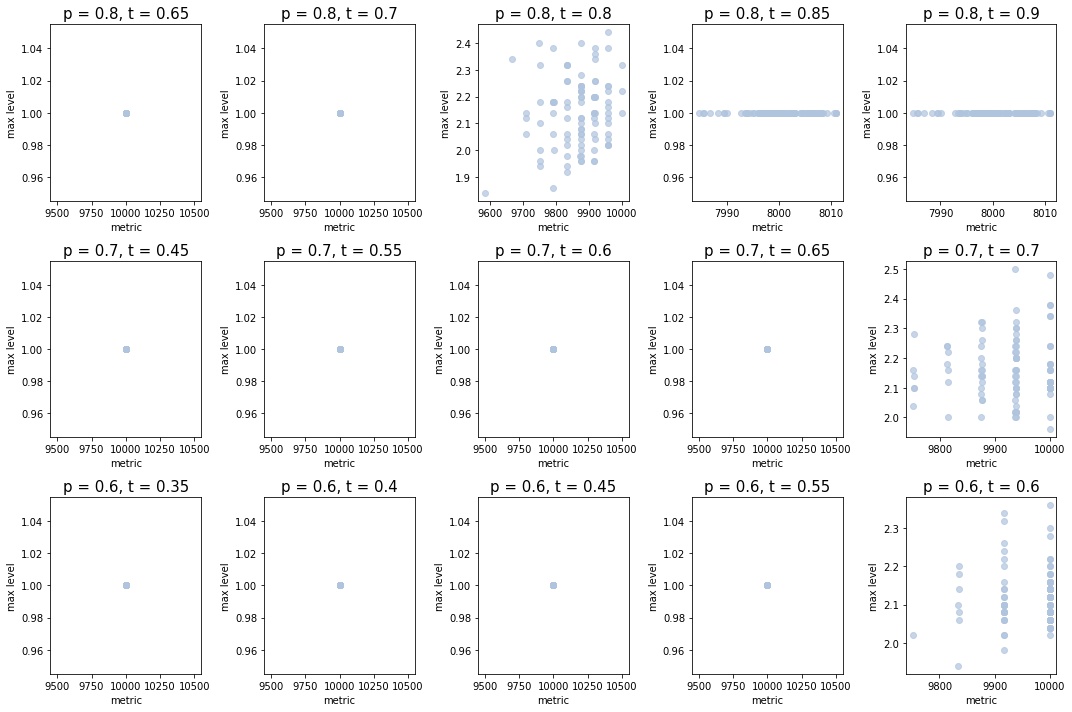 p = 0.8, t = 0.65
1.04
1.02
1.00
0.98
0.96
max level
9500 9750 10000 10250 10500
metric
p = 0.8, t = 0.7
1.04
1.02
1.00
0.98
0.96
max level
9500 9750 10000 10250 10500
metric
p = 0.8, t = 0.8
2.4
2.3
2.2
2.1
2.0
1.9
max level
9600 9700 9800 9900 10000
metric
p = 0.8, t = 0.85
1.04
1.02
1.00
0.98
0.96
max level
7990 8000 8010
metric
p = 0.8, t = 0.9
1.04
1.02
1.00
0.98
0.96
max level
7990 8000 8010
metric
p = 0.7, t = 0.45
1.04
1.02
1.00
0.98
0.96
max level
9500 9750 10000 10250 10500
metric
p = 0.7, t = 0.55
1.04
1.02
1.00
0.98
0.96
max level
9500 9750 10000 10250 10500
metric
p = 0.7, t = 0.6
1.04
1.02
1.00
0.98
0.96
max level
9500 9750 10000 10250 10500
metric
p = 0.7, t = 0.65
1.04
1.02
1.00
0.98
0.96
max level
9500 9750 10000 10250 10500
metric
p = 0.7, t = 0.7
2.5
2.4
2.3
2.2
2.1
2.0
max level
9800 9900 10000
metric
p = 0.6, t = 0.35
1.04
1.02
1.00
0.98
0.96
max level
9500 9750 10000 10250 10500
metric
p = 0.6, t = 0.4
1.04
1.02
1.00
0.98
0.96
max level
9500 9750 10000 10250 10500
metric
p = 0.6, t = 0.45
1.04
1.02
1.00
0.98
0.96
max level
9500 9750 10000 10250 10500
metric
p = 0.6, t = 0.55
1.04
1.02
1.00
0.98
0.96
max level
9500 9750 10000 10250 10500
metric
p = 0.6, t = 0.6
2.3
2.2
2.1
2.0
max level
9800 9900 10000
metric